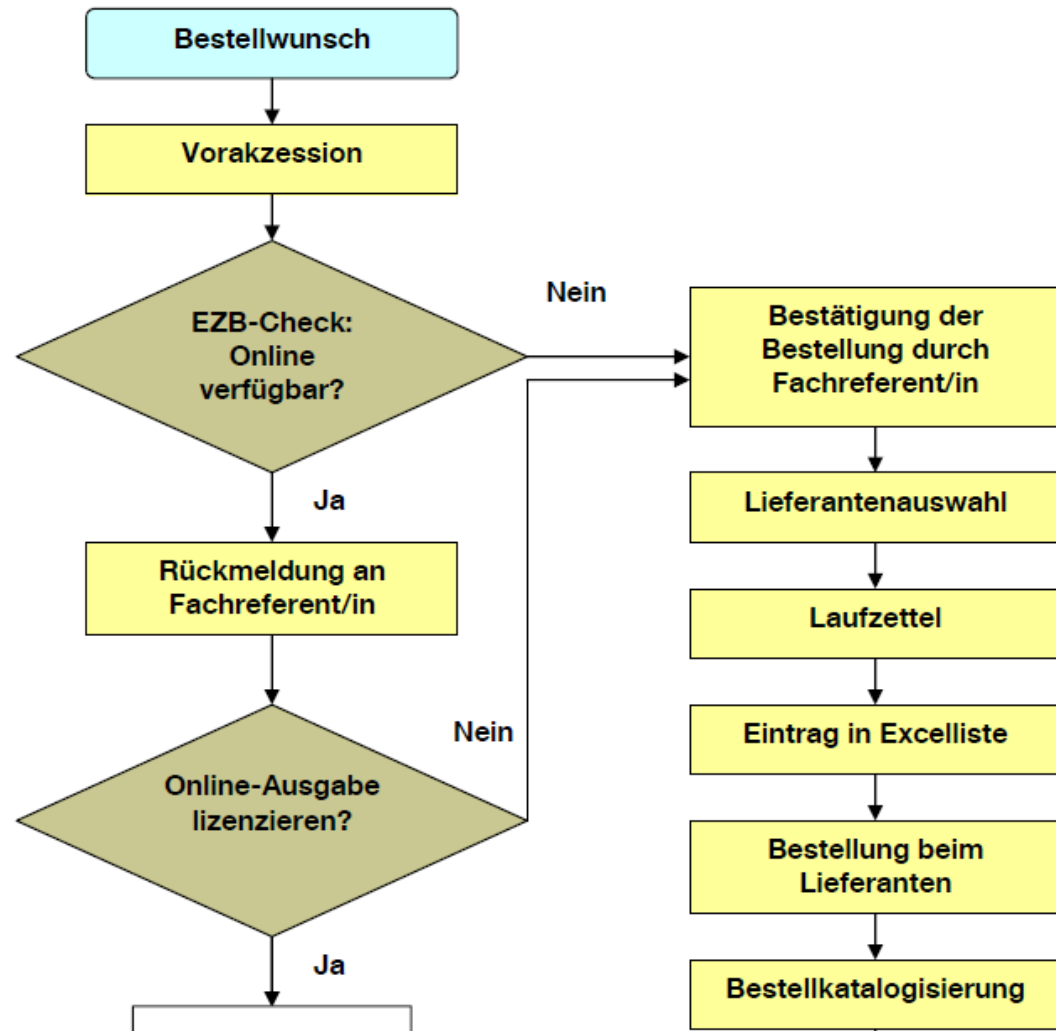 Bestellwunsch
Vorakzession
EZB-Check:
Online
verfügbar?
Nein
Ja
Rückmeldung an
Fachreferent/in
Online-Ausgabe
lizenzieren?
Nein
Ja
Bestätigung der
Bestellung durch
Fachreferent/in
Lieferantenauswahl
Laufzettel
Eintrag in Excelliste
Bestellung beim
Lieferanten
Bestellkatalogisierung